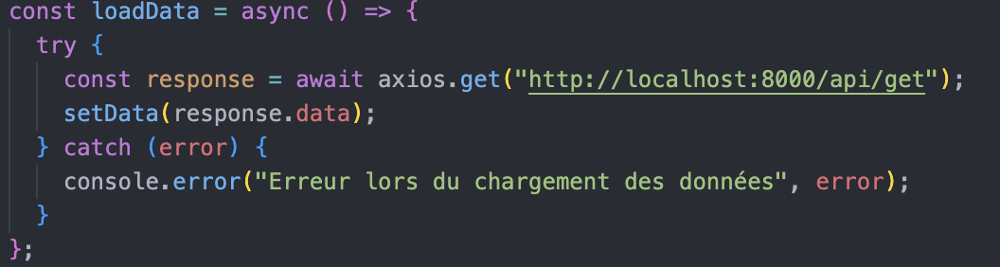 const loadData = async () => {
try {
const response = await axios.get("http://localhost:8000/api/get");
setData(response.data);
} catch (error) {
console.error("Erreur lors du chargement des données", error);
}
};